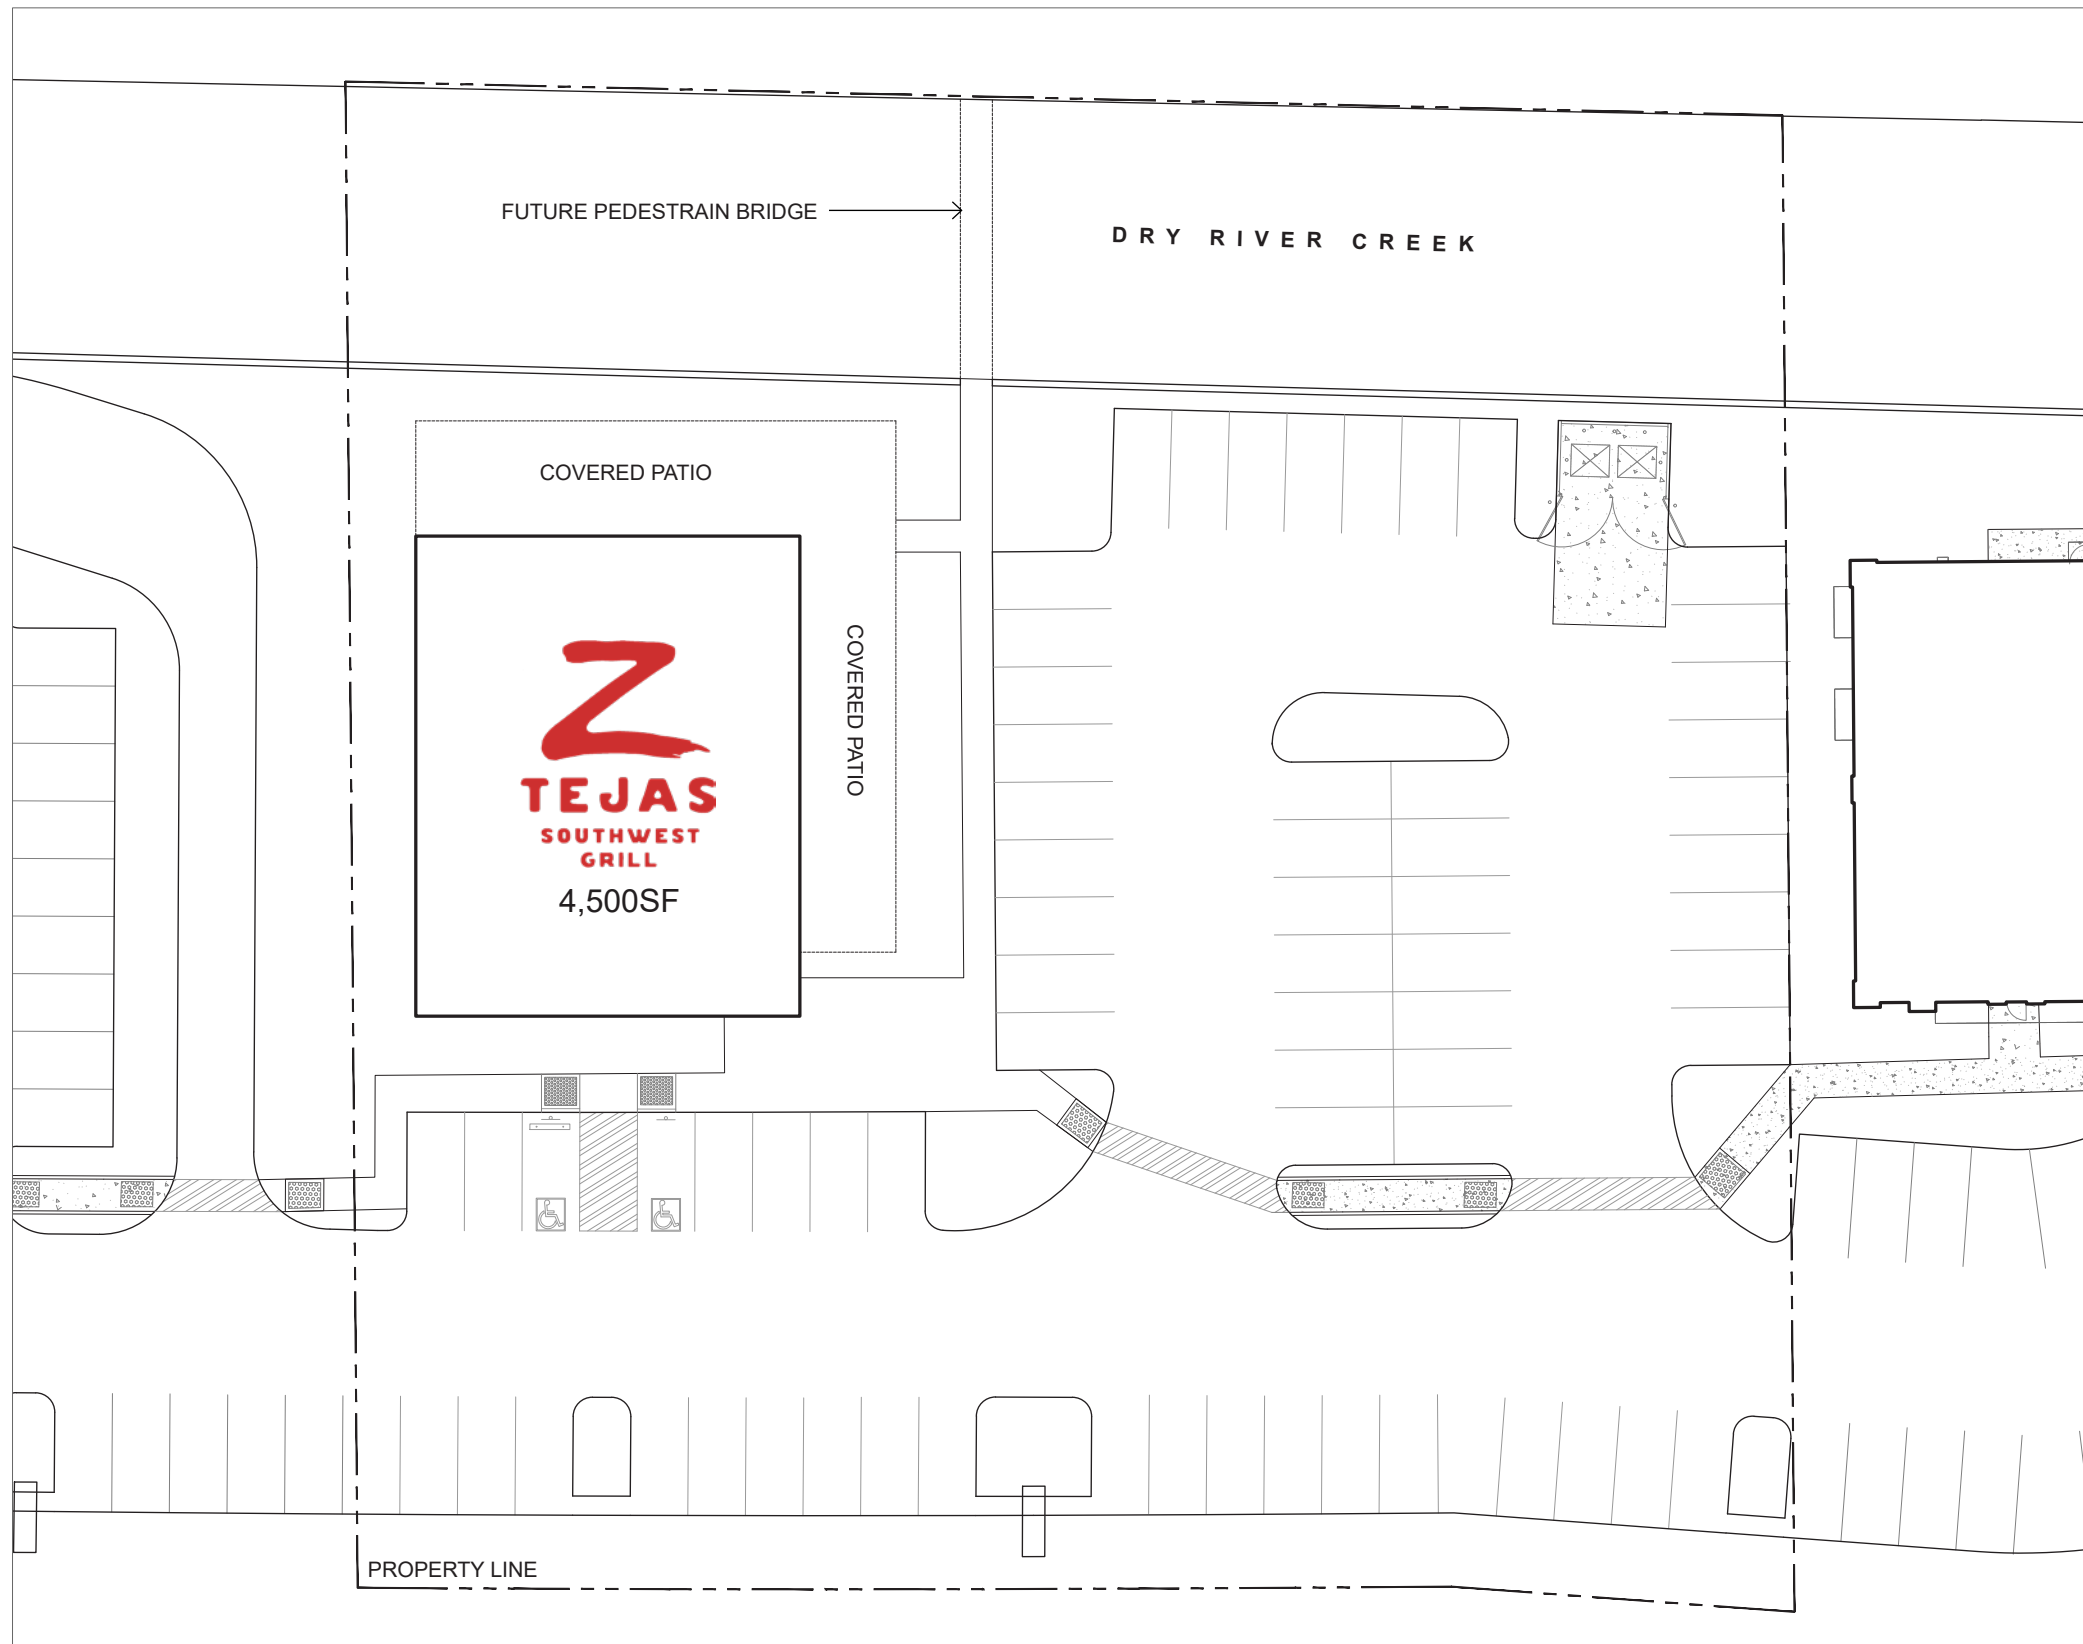 FUTURE PEDESTRAIN BRIDGE
DRY RIVER CREEK
COVERED PATIO
COVERED PATIO
Z
TEJAS
SOUTHWEST
GRILL
4,500SF
PROPERTY LINE